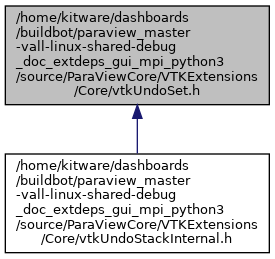 /home/kitware/dashboards
/buildbot/paraview_master
-vall-linux-shared-debug
_doc_extdeps_gui_mpi_python3
/source/ParaViewCore/VTKExtensions
/Core/vtkUndoSet.h
/home/kitware/dashboards
/buildbot/paraview_master
-vall-linux-shared-debug
_doc_extdeps_gui_mpi_python3
/source/ParaViewCore/VTKExtensions
/Core/vtkUndoStackInternal.h